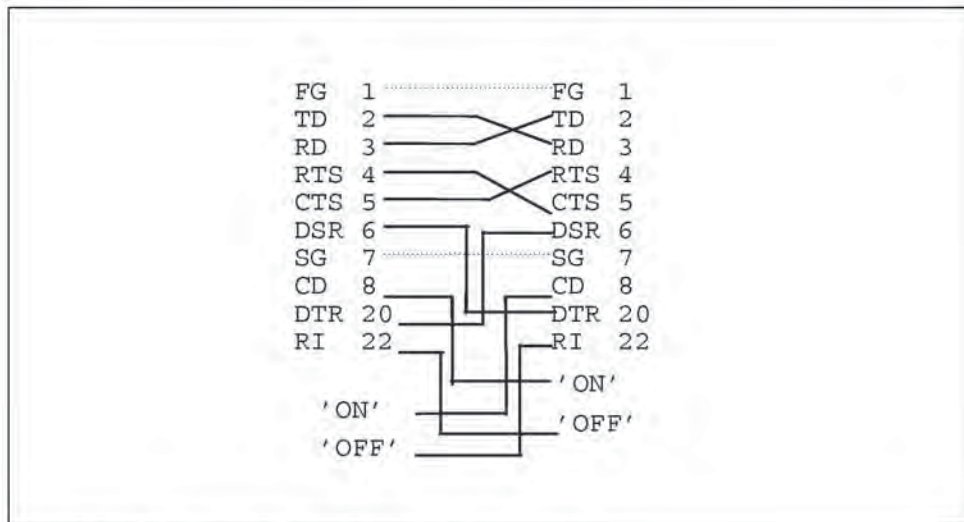 FG 1 FG 1
TD 2 TD 2
RD 3 RD 3
RTS 4 RTS 4
CTS 5 CTS 5
DSR 6 DSR 6
SG 7 SG 7
CD 8 CD 8
DTR 20 DTR 20
RI 22 RI 22
'ON'
'ON'
'OFF'
'OFF'